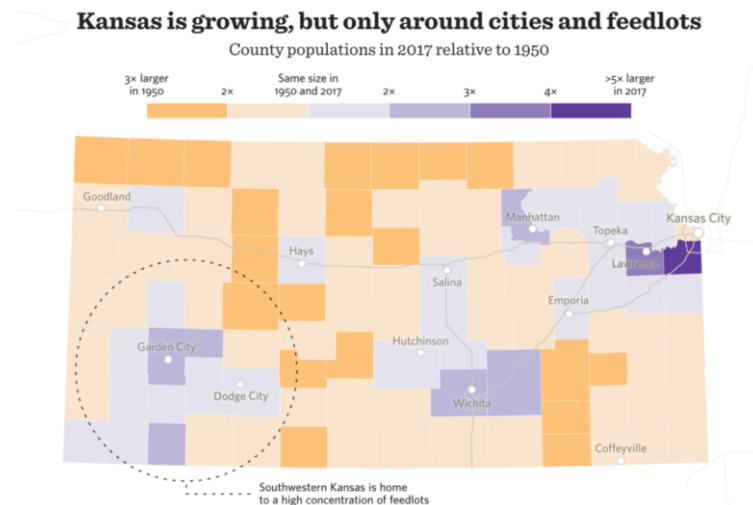 Kansas is growing, but only around cities and feedlots
County populations in 2017 relative to 1950
3× larger
in 1950
2×
Same size in
1950 and 2017
2×
3×
4×
>5× larger
in 2017
Goodland
Manhattan
Kansas City
Topeka
Hays
Lawrence
Salina
Emporia
Garden City
Hutchinson
Dodge City
Wichita
Coffeyville
Southwestern Kansas is home
to a high concentration of feedlots